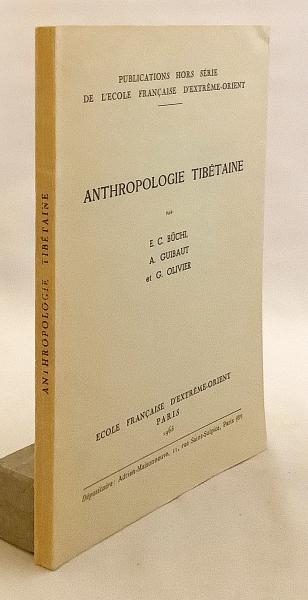 PUBLICATIONS HORS SÉRIE
DE L'ECOLE FRANÇAISE D'EXTRÊME-ORIENT
ANTHROPOLOGIE TIBÉTAINE
PAR
E. C. BÜCHI,
A. GUIBAUT
et G. OLIVIER
ECOLE FRANÇAISE D'EXTRÊME-ORIENT
PARIS
1965
Dépositaire: Adrien-Maisonneuve, 11, rue Saint-Sulpice, Paris (6e)
ANTHROPOLOGIE TIBÉTAINE